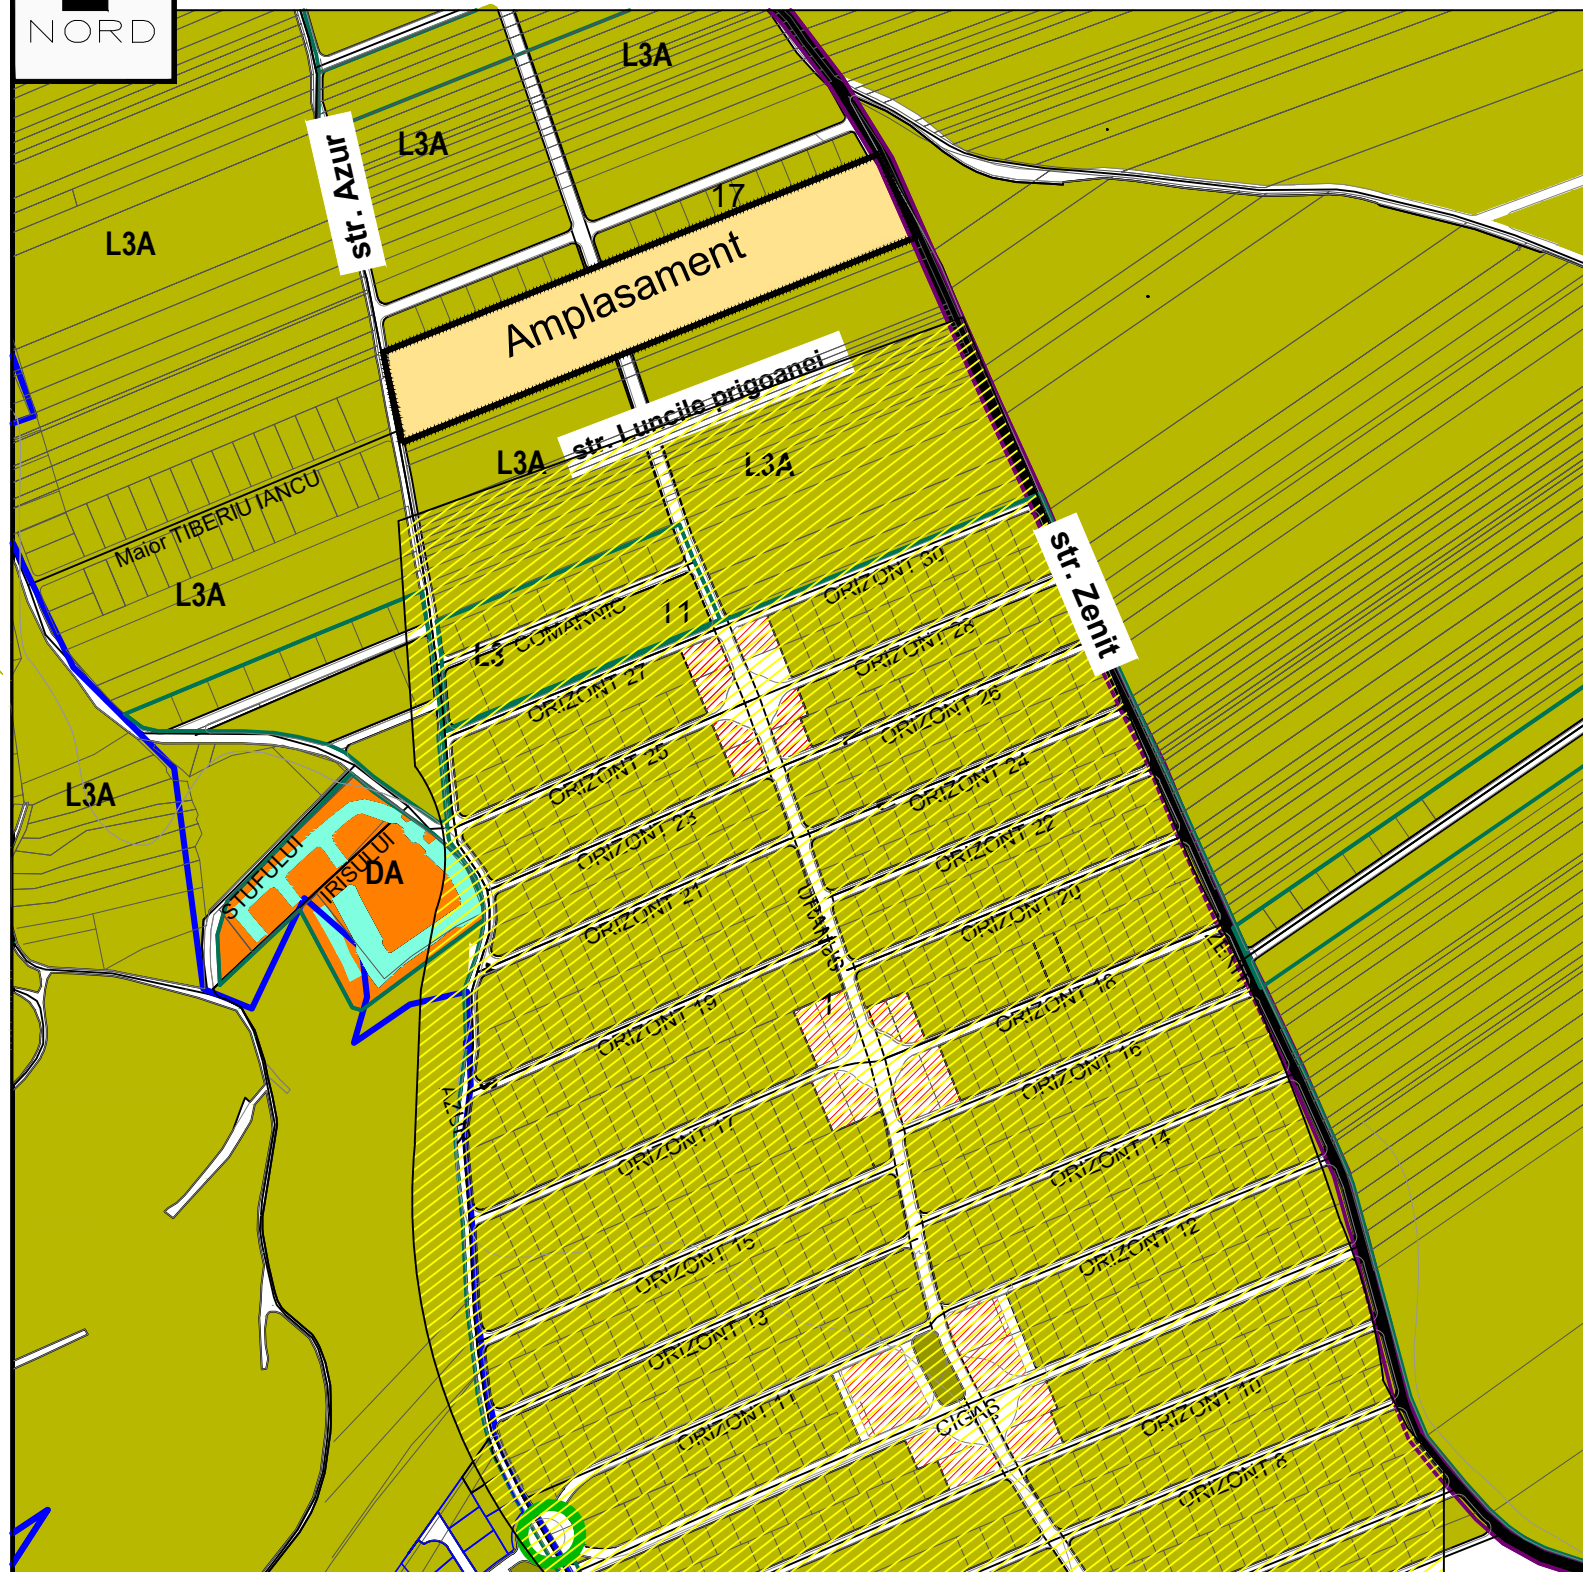 NORD
L3A
L3A
str. Azur
17
L3A
Amplasament
str. Luncile prigoanei
L3A
L3A
Maior TIBERIU IANCU
str. Zenit
ORIZONT 30
L3A
COMARNIC
L3
ORIZONT 28
ORIZONT 27
ORIZONT 26
ORIZONT 25
ORIZONT 24
L3A
ORIZONT 23
ORIZONT 22
STUFULUI
IRISULUI
DA
ORIZONT 21
ORIZONT 20
URANUS
ORIZONT 19
ORIZONT 18
ORIZONT 16
ORIZONT 17
ORIZONT 14
ORIZONT 15
ORIZONT 12
ORIZONT 13
ORIZONT 11
CIGAS
ORIZONT 10
ORIZONT 8